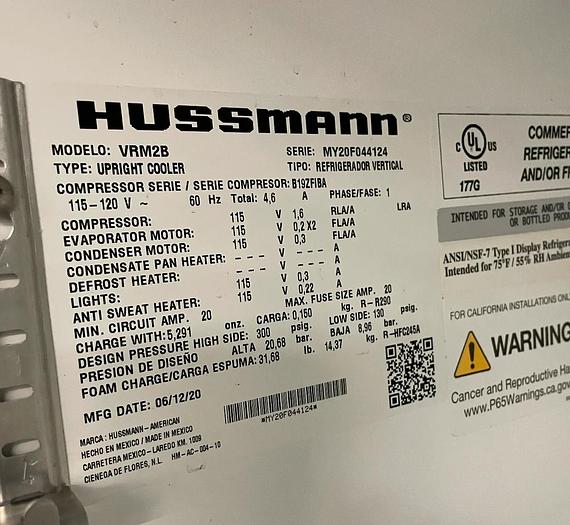 HUSSMANN®
MODELO: VRM2B SERIE: MY20F044124
TYPE: UPRIGHT COOLER TIPO: REFRIGERADOR VERTICAL
COMPRESSOR SERIE / SERIE COMPRESOR: B19ZFIBA
115-120 V ~ 60 Hz Total: 4,6 A PHASE/FASE: 1
COMPRESSOR: 115 V 1,6 RLA/A LRA
EVAPORATOR MOTOR: 115 V 0,2 X2 FLA/A
CONDENSER MOTOR: 115 V 0,3 FLA/A
CONDENSATE PAN HEATER: --- V --- A
DEFROST HEATER: --- V --- A
LIGHTS: 115 V 0,3 A
ANTI SWEAT HEATER: 115 V 0,22 A
MIN. CIRCUIT AMP. 20 MAX. FUSE SIZE AMP. 20
CHARGE WITH: 5,291 onz. CARGA: 0,150 kg. R-R290
DESIGN PRESSURE HIGH SIDE: 300 psig. LOW SIDE: 130 psig.
PRESION DE DISEÑO ALTA 20,68 bar. BAJA 8,96 bar.
FOAM CHARGE/CARGA ESPUMA: 31,68 lb. 14,37 kg. R-HFC245A
MFG DATE: 06/12/20
*MY20F044124*
MARCA: HUSSMANN-AMERICAN
HECHO EN MEXICO / MADE IN MEXICO
CARRETERA MEXICO-LAREDO KM. 1009
CIENEGA DE FLORES, N.L. HM-AC-004-10
C UL US
LISTED
177G
COMMER
REFRIGER
AND/OR F
INTENDED FOR STORAGE AND/OR D
OR BOTTLED PRODU
ANSI/NSF-7 Type I Display Refriger
Intended for 75°F / 55% RH Ambien
FOR CALIFORNIA INSTALLATIONS ONL
WARNING
Cancer and Reproductive Ha
www.P65Warnings.ca.gov